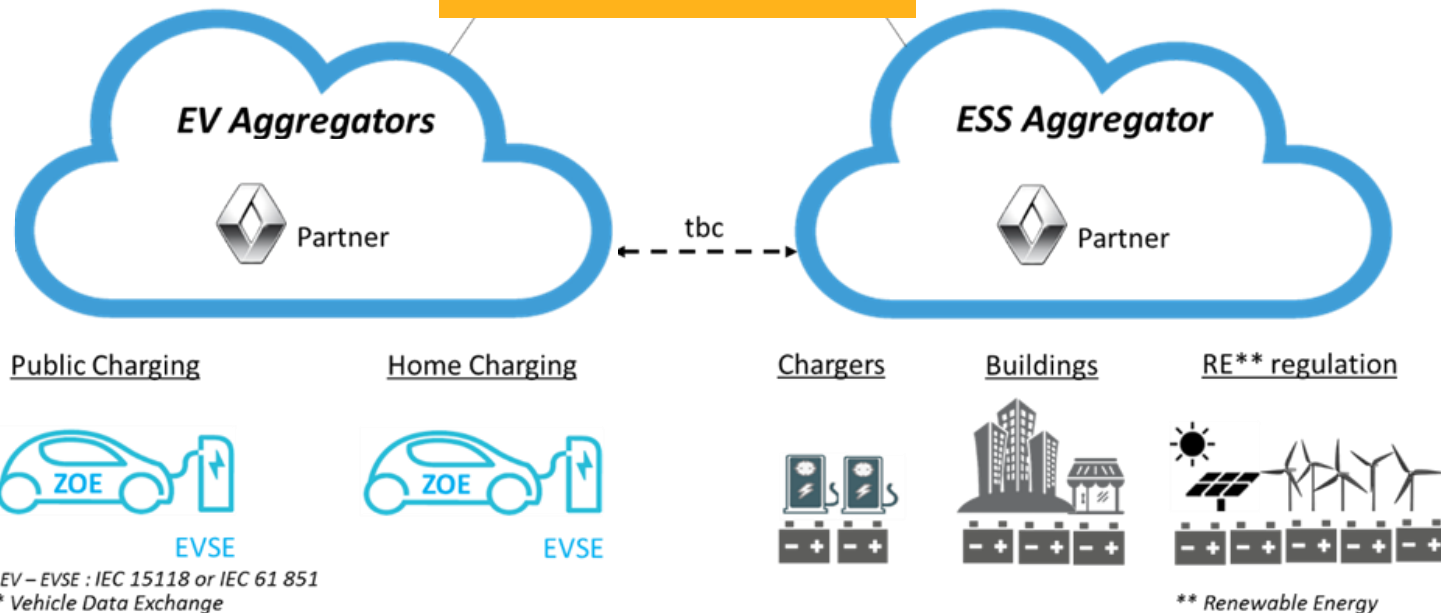 EV Aggregators
ESS Aggregator
Partner
tbc
Partner
Public Charging
Home Charging
Chargers
Buildings
RE** regulation
ZOE
ZOE
EVSE
EVSE
EV – EVSE : IEC 15118 or IEC 61 851
* Vehicle Data Exchange
** Renewable Energy